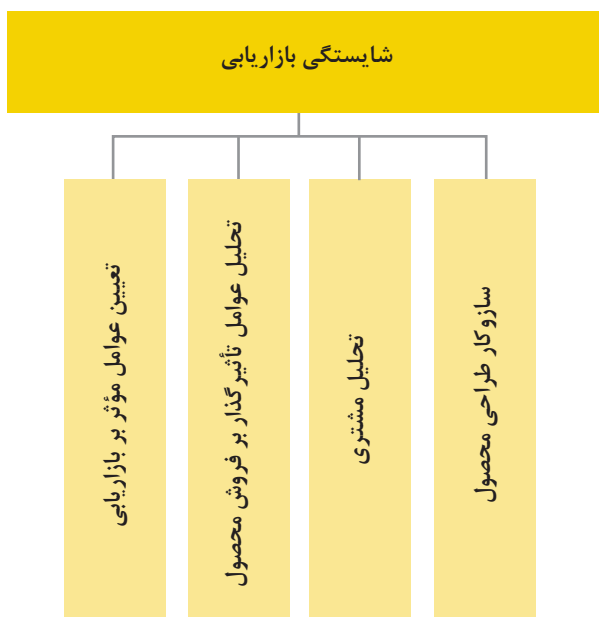 شایستگی بازاریابی
سازوکار طراحی محصول
تحلیل مشتری
تحلیل عوامل تأثیرگذار بر فروش محصول
تعیین عوامل مؤثر بر بازاریابی